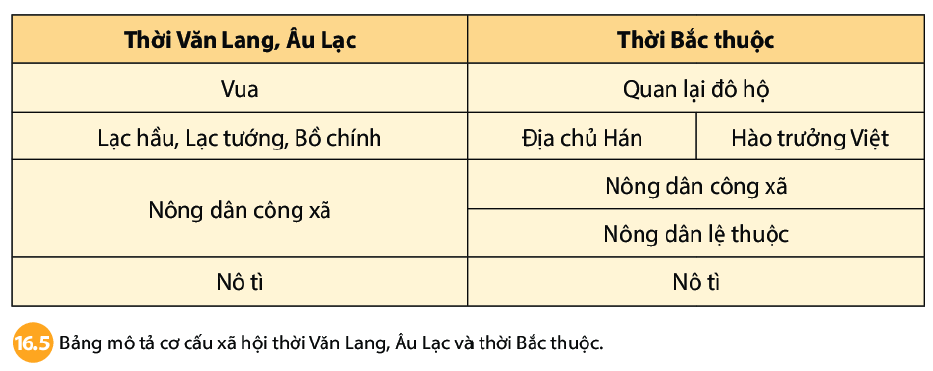 Thời Văn Lang, Âu Lạc
Thời Bắc thuộc
Vua
Quan lại đô hộ
Lạc hầu, Lạc tướng, Bồ chính
Địa chủ Hán
Hào trưởng Việt
Nông dân công xã
Nông dân công xã
Nông dân lệ thuộc
Nô tì
Nô tì
16.5 Bảng mô tả cơ cấu xã hội thời Văn Lang, Âu Lạc và thời Bắc thuộc.